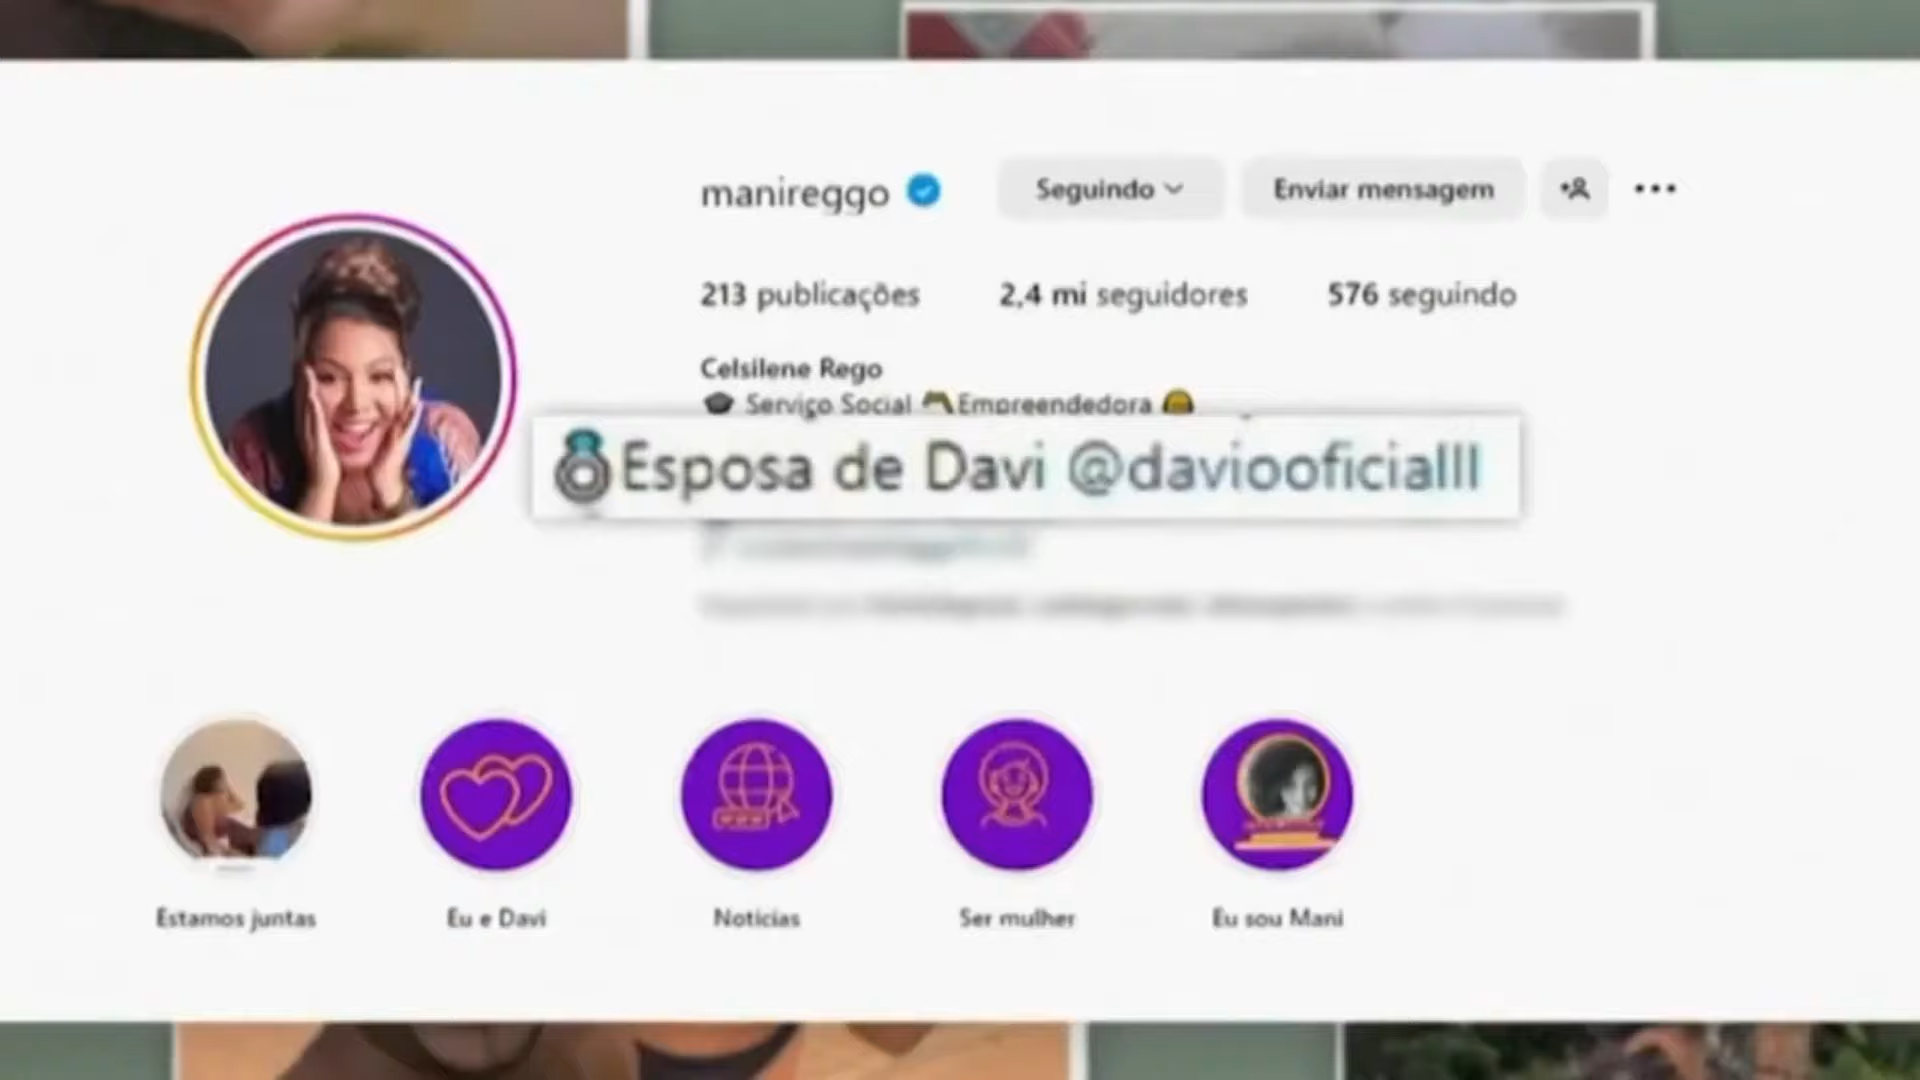 manireggo
Seguindo
Enviar mensagem
213 publicações
2,4 mi seguidores
576 seguindo
Celsilene Rego
Serviço Social Empreendedora
Esposa de Davi @daviooficialll
Estamos juntas
Eu e Davi
Notícias
Ser mulher
Eu sou Mani